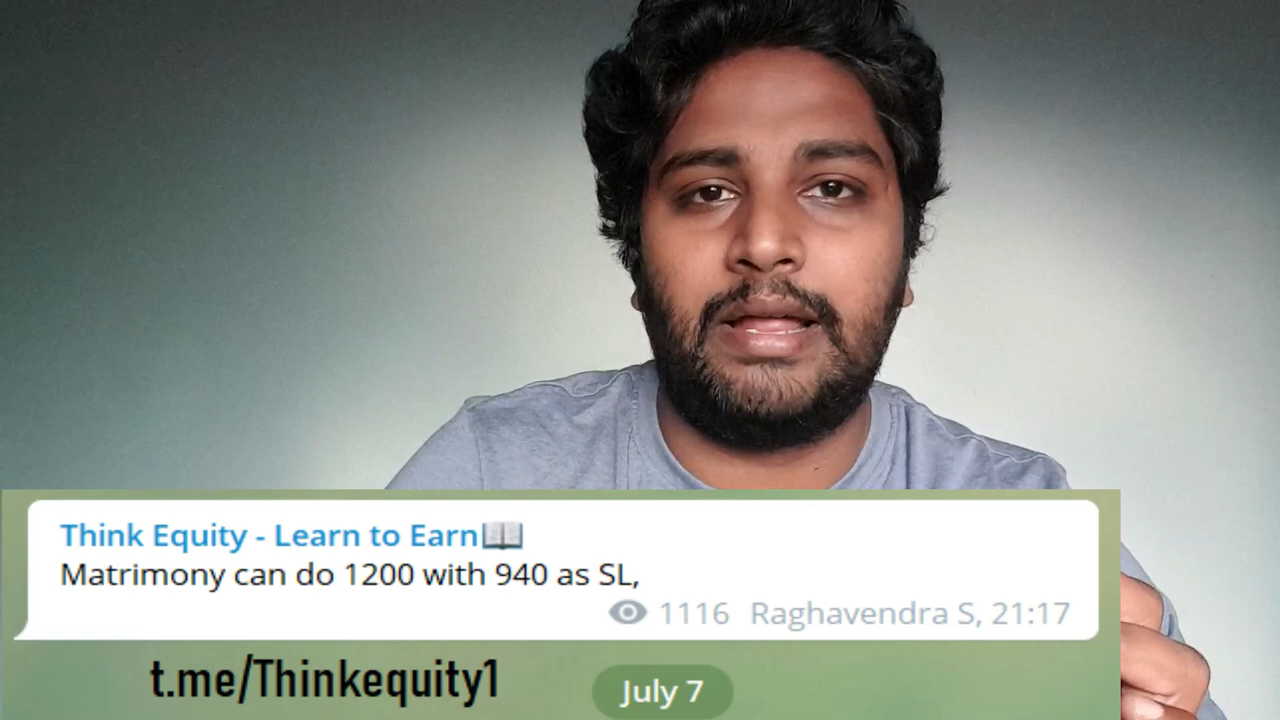 Think Equity - Learn to Earn📖
Matrimony can do 1200 with 940 as SL,
1116 Raghavendra S, 21:17
t.me/Thinkequity1
July 7